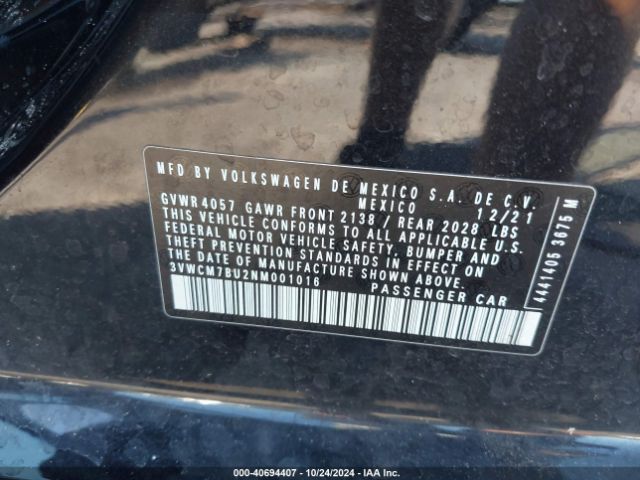 MFD BY VOLKSWAGEN DE MEXICO S.A. DE C.V.
MEXICO 12/21
GVWR 4057 GAWR FRONT 2138 / REAR 2028 LBS
THIS VEHICLE CONFORMS TO ALL APPLICABLE U.S.
FEDERAL MOTOR VEHICLE SAFETY, BUMPER AND
THEFT PREVENTION STANDARDS IN EFFECT ON
THE DATE OF MANUFACTURE SHOWN ABOVE.
3VWCM7BU2NM001016 PASSENGER CAR
4441405 3675 M
000-40694407 - 10/24/2024 - IAA Inc.